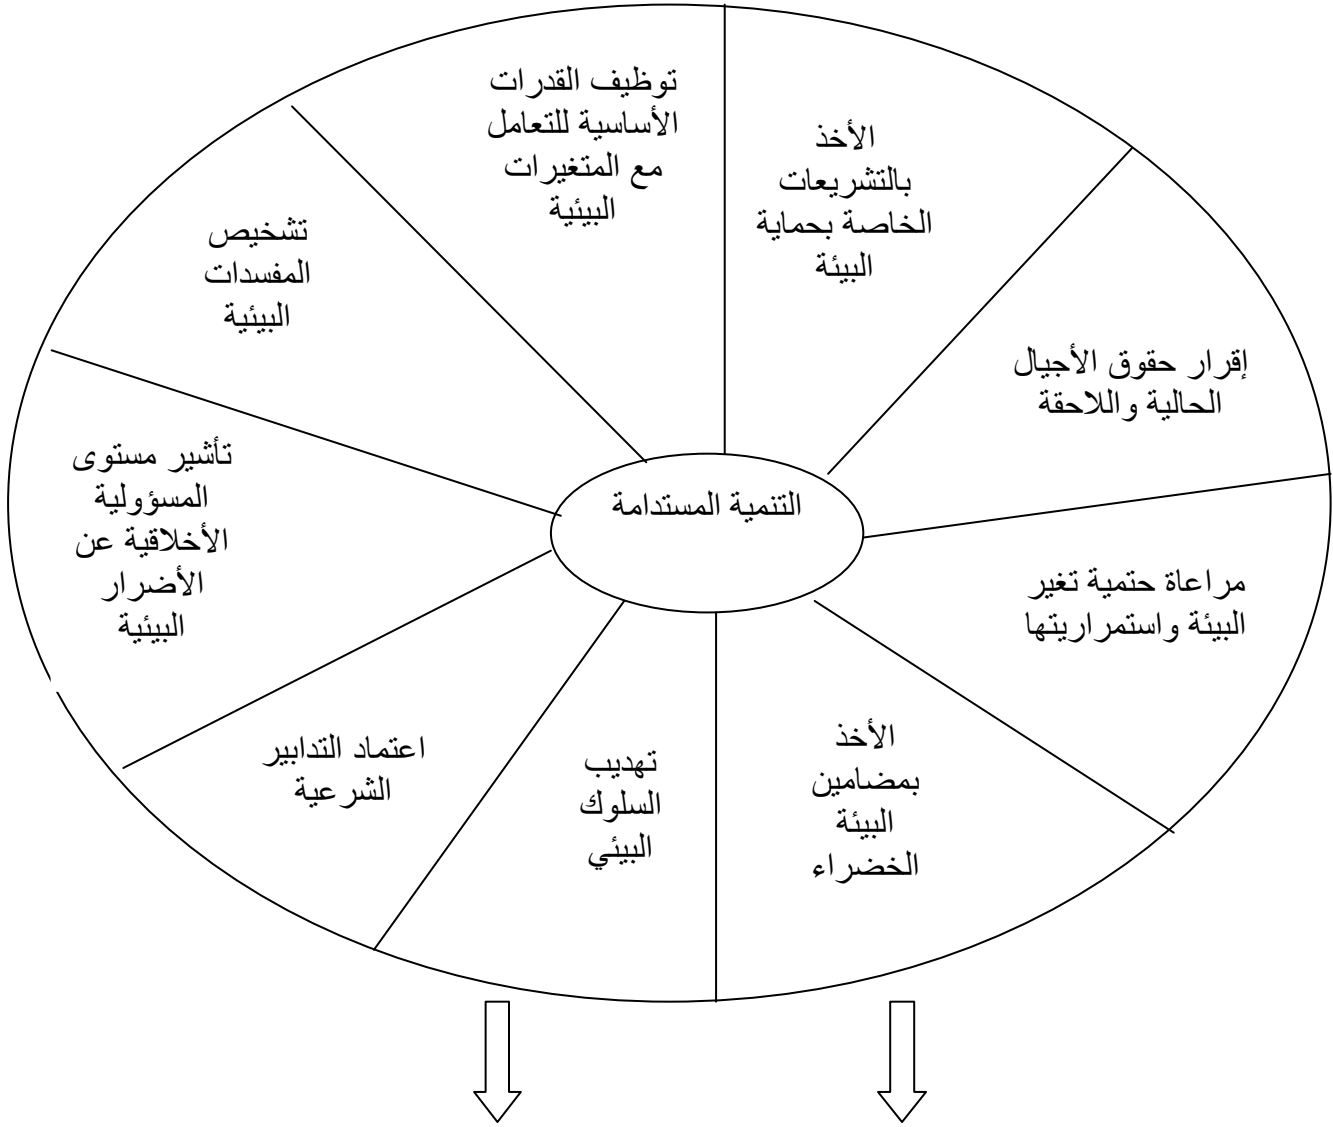 توظيف القدرات
الأساسية للتعامل
مع المتغيرات
البيئية
الأخذ
بالتشريعات
الخاصة بحماية
البيئة
تشخيص
المفسدات
البيئية
إقرار حقوق الأجيال
الحالية واللاحقة
تأشير مستوى
المسؤولية
الأخلاقية عن
الأضرار
البيئية
التنمية المستدامة
مراعاة حتمية تغير
البيئة واستمراريتها
الأخذ
بمضامين
البيئة
الخضراء
تهديب
السلوك
البيئي
اعتماد التدابير
الشرعية